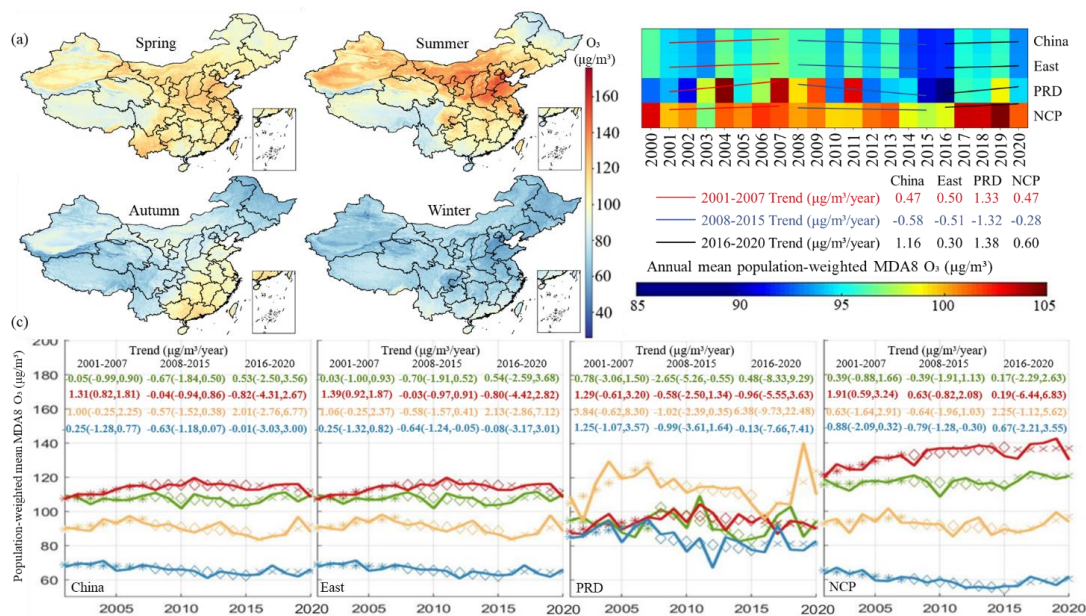 (a)
Spring
Summer
O₃
(μg/m³)
160
140
120
100
80
60
40
Autumn
Winter
China
East
PRD
NCP
2000 2001 2002 2003 2004 2005 2006 2007 2008 2009 2010 2011 2012 2013 2014 2015 2016 2017 2018 2019 2020
China East PRD NCP
2001-2007 Trend (μg/m³/year) 0.47 0.50 1.33 0.47
2008-2015 Trend (μg/m³/year) -0.58 -0.51 -1.32 -0.28
2016-2020 Trend (μg/m³/year) 1.16 0.30 1.38 0.60
Annual mean population-weighted MDA8 O₃ (μg/m³)
85 90 95 100 105
(c)
Population-weighted mean MDA8 O₃ (μg/m³)
200
180
160
140
120
100
80
60
Trend (μg/m³/year)
2001-2007 2008-2015 2016-2020
-0.05(-0.99,0.90) -0.67(-1.84,0.50) 0.53(-2.50,3.56)
1.31(0.82,1.81) -0.04(-0.94,0.86) -0.82(-4.31,2.67)
1.00(-0.25,2.25) -0.57(-1.52,0.38) 2.01(-2.76,6.77)
-0.25(-1.28,0.77) -0.63(-1.18,0.07) -0.01(-3.03,3.00)
China
2005 2010 2015 2020
Trend (μg/m³/year)
2001-2007 2008-2015 2016-2020
-0.03(-1.00,0.93) -0.70(-1.91,0.52) 0.54(-2.59,3.68)
1.39(0.92,1.87) -0.03(-0.97,0.91) -0.80(-4.42,2.82)
1.06(-0.25,2.37) -0.58(-1.57,0.41) 2.13(-2.86,7.12)
-0.25(-1.32,0.82) -0.64(-1.24,-0.05) -0.08(-3.17,3.01)
East
2005 2010 2015 2020
Trend (μg/m³/year)
2001-2007 2008-2015 2016-2020
-0.78(-3.06,1.50) -2.65(-5.26,-0.55) 0.48(-8.33,9.29)
1.29(-0.61,3.20) -0.58(-2.50,1.34) -0.96(-5.55,3.63)
3.84(-0.62,8.30) -1.02(-2.39,0.35) 6.38(-9.73,22.48)
1.25(-1.07,3.57) -0.99(-3.61,1.64) -0.13(-7.66,7.41)
PRD
2005 2010 2015 2020
Trend (μg/m³/year)
2001-2007 2008-2015 2016-2020
0.39(-0.88,1.66) -0.39(-1.91,1.13) 0.17(-2.29,2.63)
1.91(0.59,3.24) 0.63(-0.82,2.08) 0.19(-6.44,6.83)
0.63(-1.64,2.91) -0.64(-1.96,1.03) 2.25(-1.12,5.62)
-0.88(-2.09,0.32) -0.79(-1.28,-0.30) 0.67(-2.21,3.55)
NCP
2005 2010 2015 2020